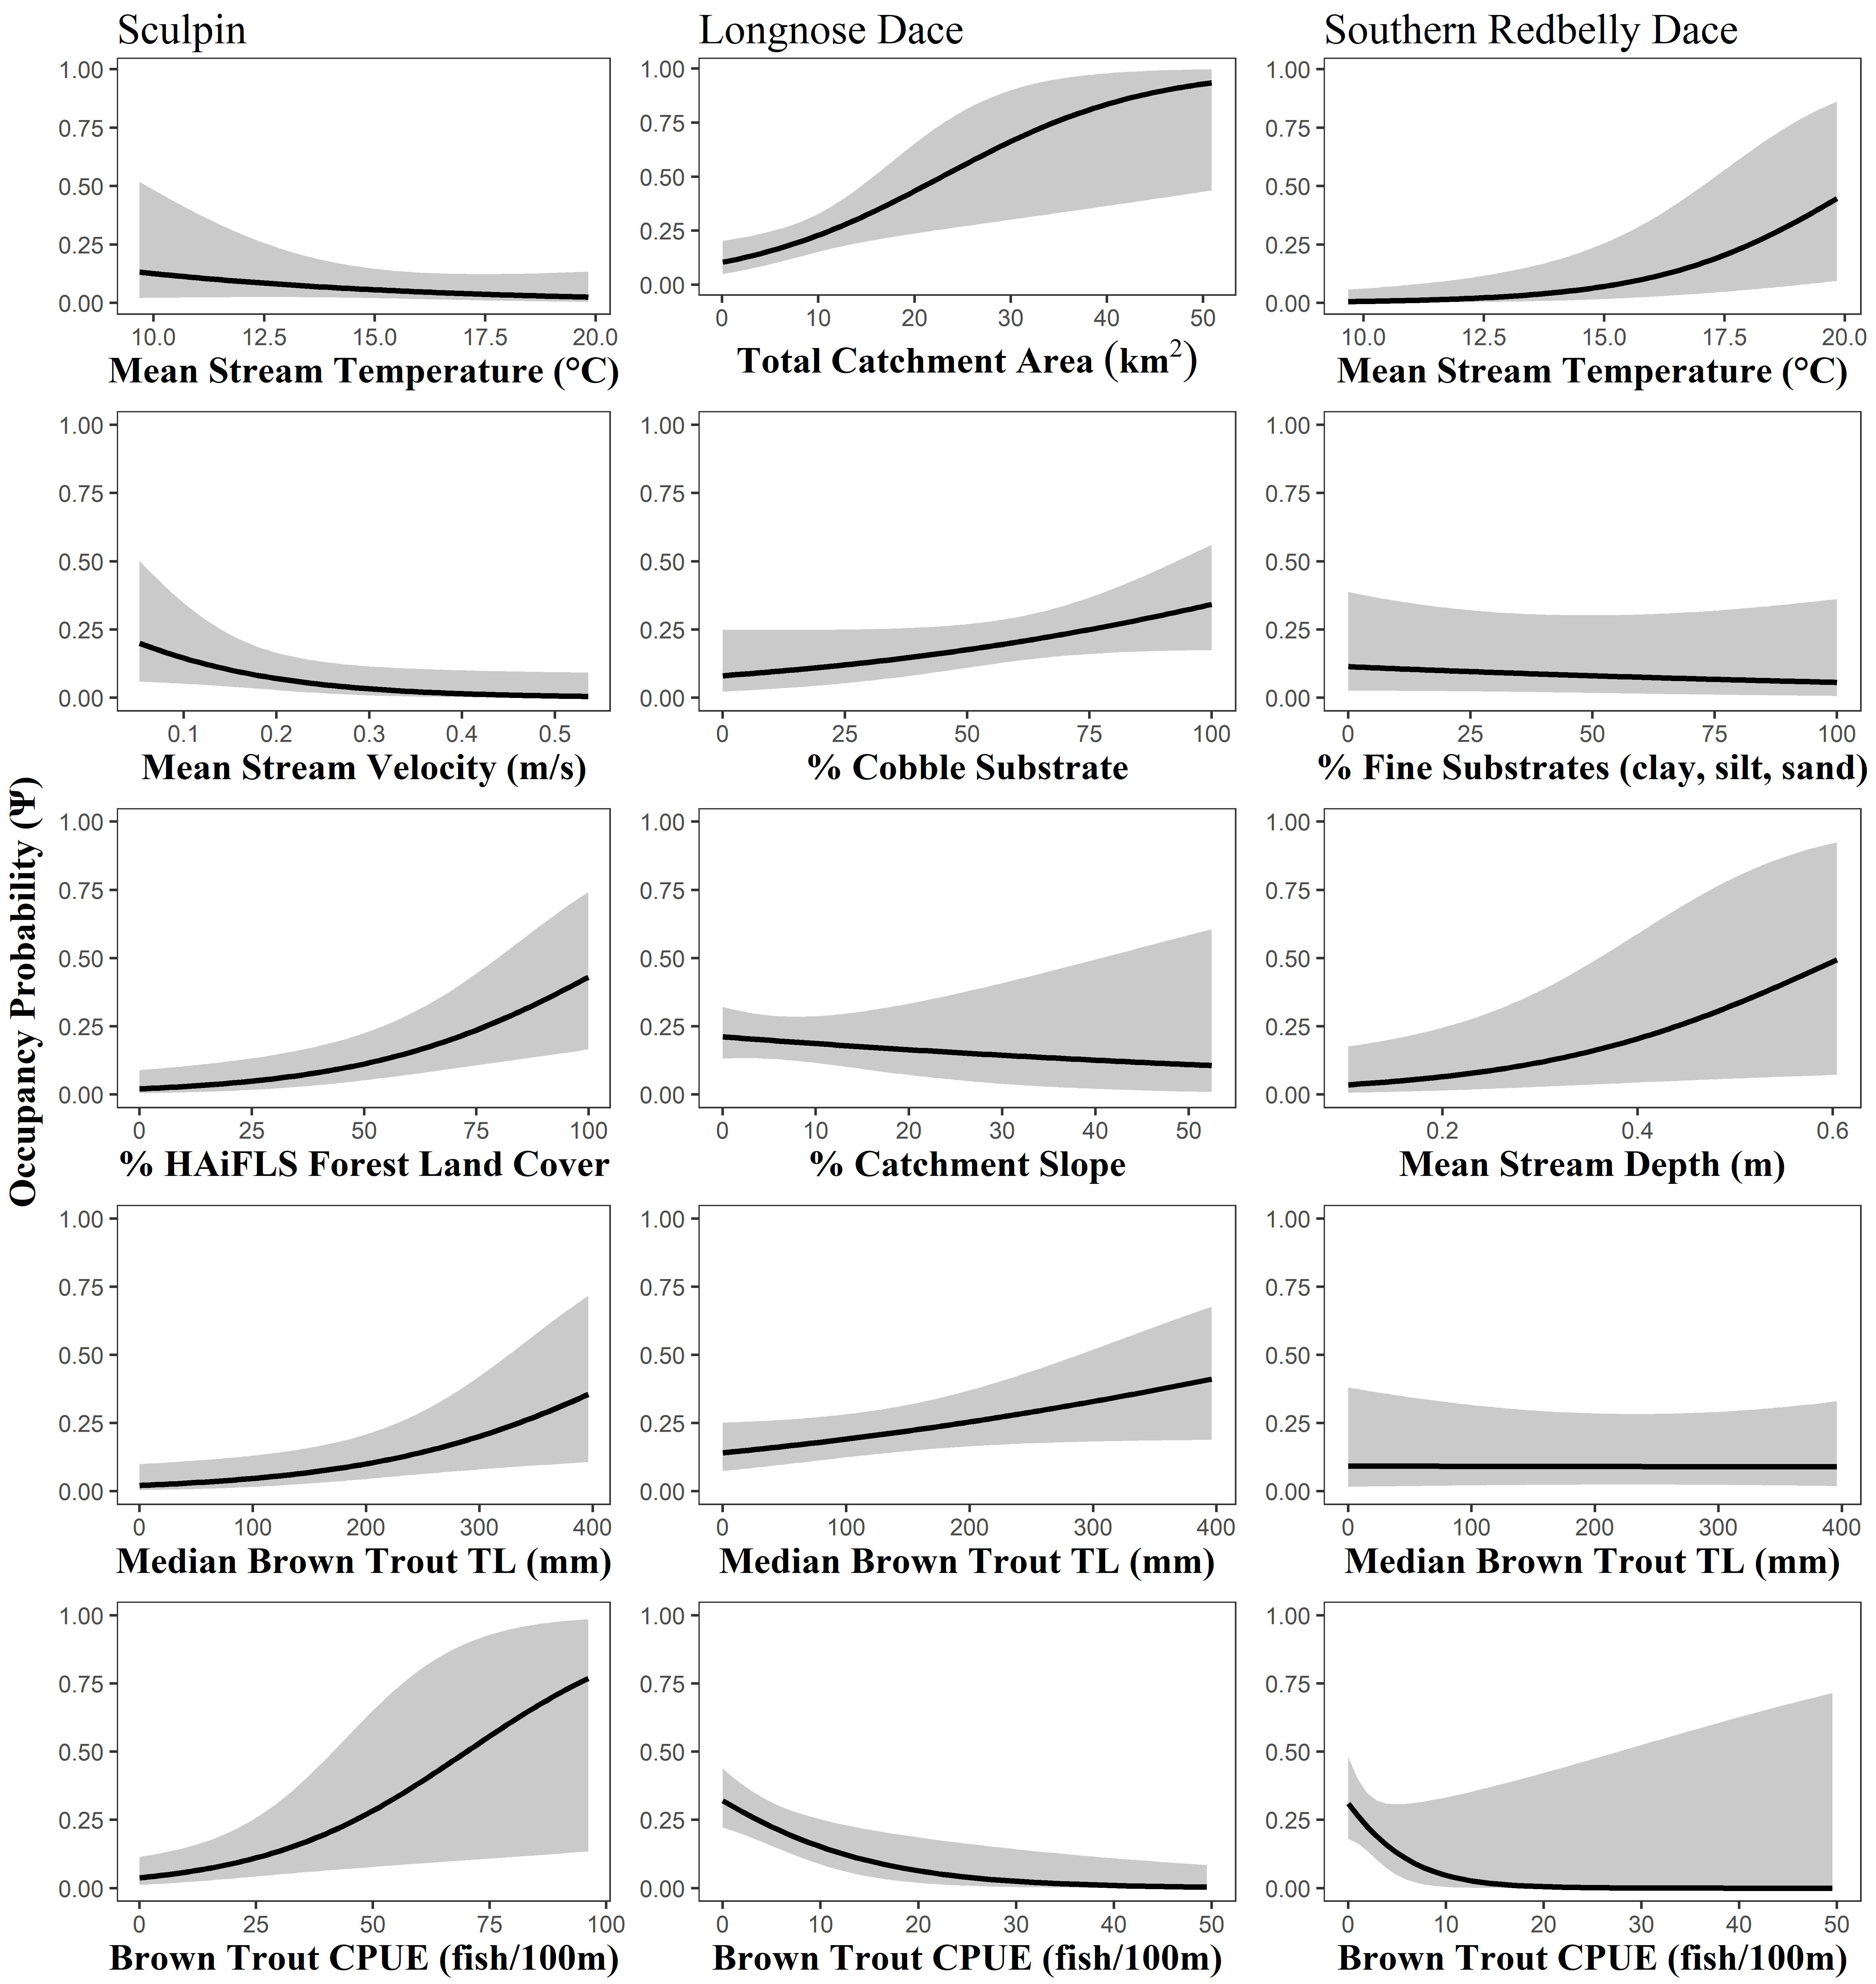 Sculpin Longnose Dace Southern Redbelly Dace
1.00 1.00 1.00
0.75 0.75 0.75
0.50 0.50 0.50
0.25 0.25 0.25
0.00 0.00 0.00
10.0 12.5 15.0 17.5 20.0 0 10 20 30 40 50 10.0 12.5 15.0 17.5 20.0
Mean Stream Temperature (°C) Total Catchment Area (km²) Mean Stream Temperature (°C)
1.00 1.00 1.00
0.75 0.75 0.75
0.50 0.50 0.50
0.25 0.25 0.25
0.00 0.00 0.00
0.1 0.2 0.3 0.4 0.5 0 25 50 75 100 0 25 50 75 100
Mean Stream Velocity (m/s) % Cobble Substrate % Fine Substrates (clay, silt, sand)
Occupancy Probability (Ψ)
1.00 1.00 1.00
0.75 0.75 0.75
0.50 0.50 0.50
0.25 0.25 0.25
0.00 0.00 0.00
0 25 50 75 100 0 10 20 30 40 50 0.2 0.4 0.6
% HAiFLS Forest Land Cover % Catchment Slope Mean Stream Depth (m)
1.00 1.00 1.00
0.75 0.75 0.75
0.50 0.50 0.50
0.25 0.25 0.25
0.00 0.00 0.00
0 100 200 300 400 0 100 200 300 400 0 100 200 300 400
Median Brown Trout TL (mm) Median Brown Trout TL (mm) Median Brown Trout TL (mm)
1.00 1.00 1.00
0.75 0.75 0.75
0.50 0.50 0.50
0.25 0.25 0.25
0.00 0.00 0.00
0 25 50 75 100 0 10 20 30 40 50 0 10 20 30 40 50
Brown Trout CPUE (fish/100m) Brown Trout CPUE (fish/100m) Brown Trout CPUE (fish/100m)